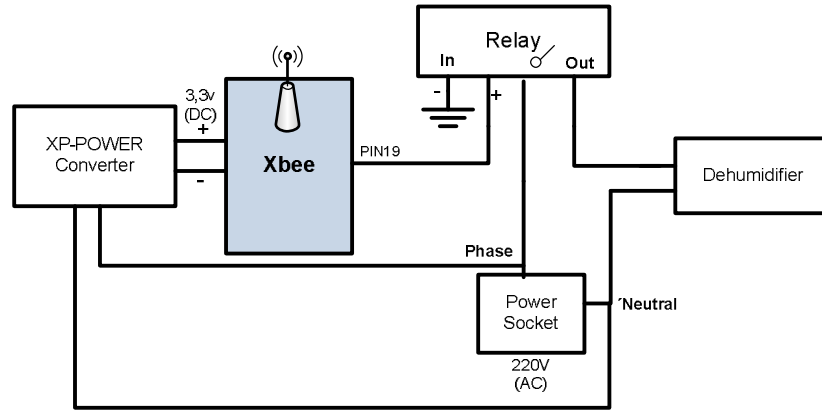 Relay
In
Out
-
+
3,3v
(DC)
+
-
XP-POWER
Converter
Xbee
PIN19
Dehumidifier
Phase
Power
Socket
´Neutral
220V
(AC)